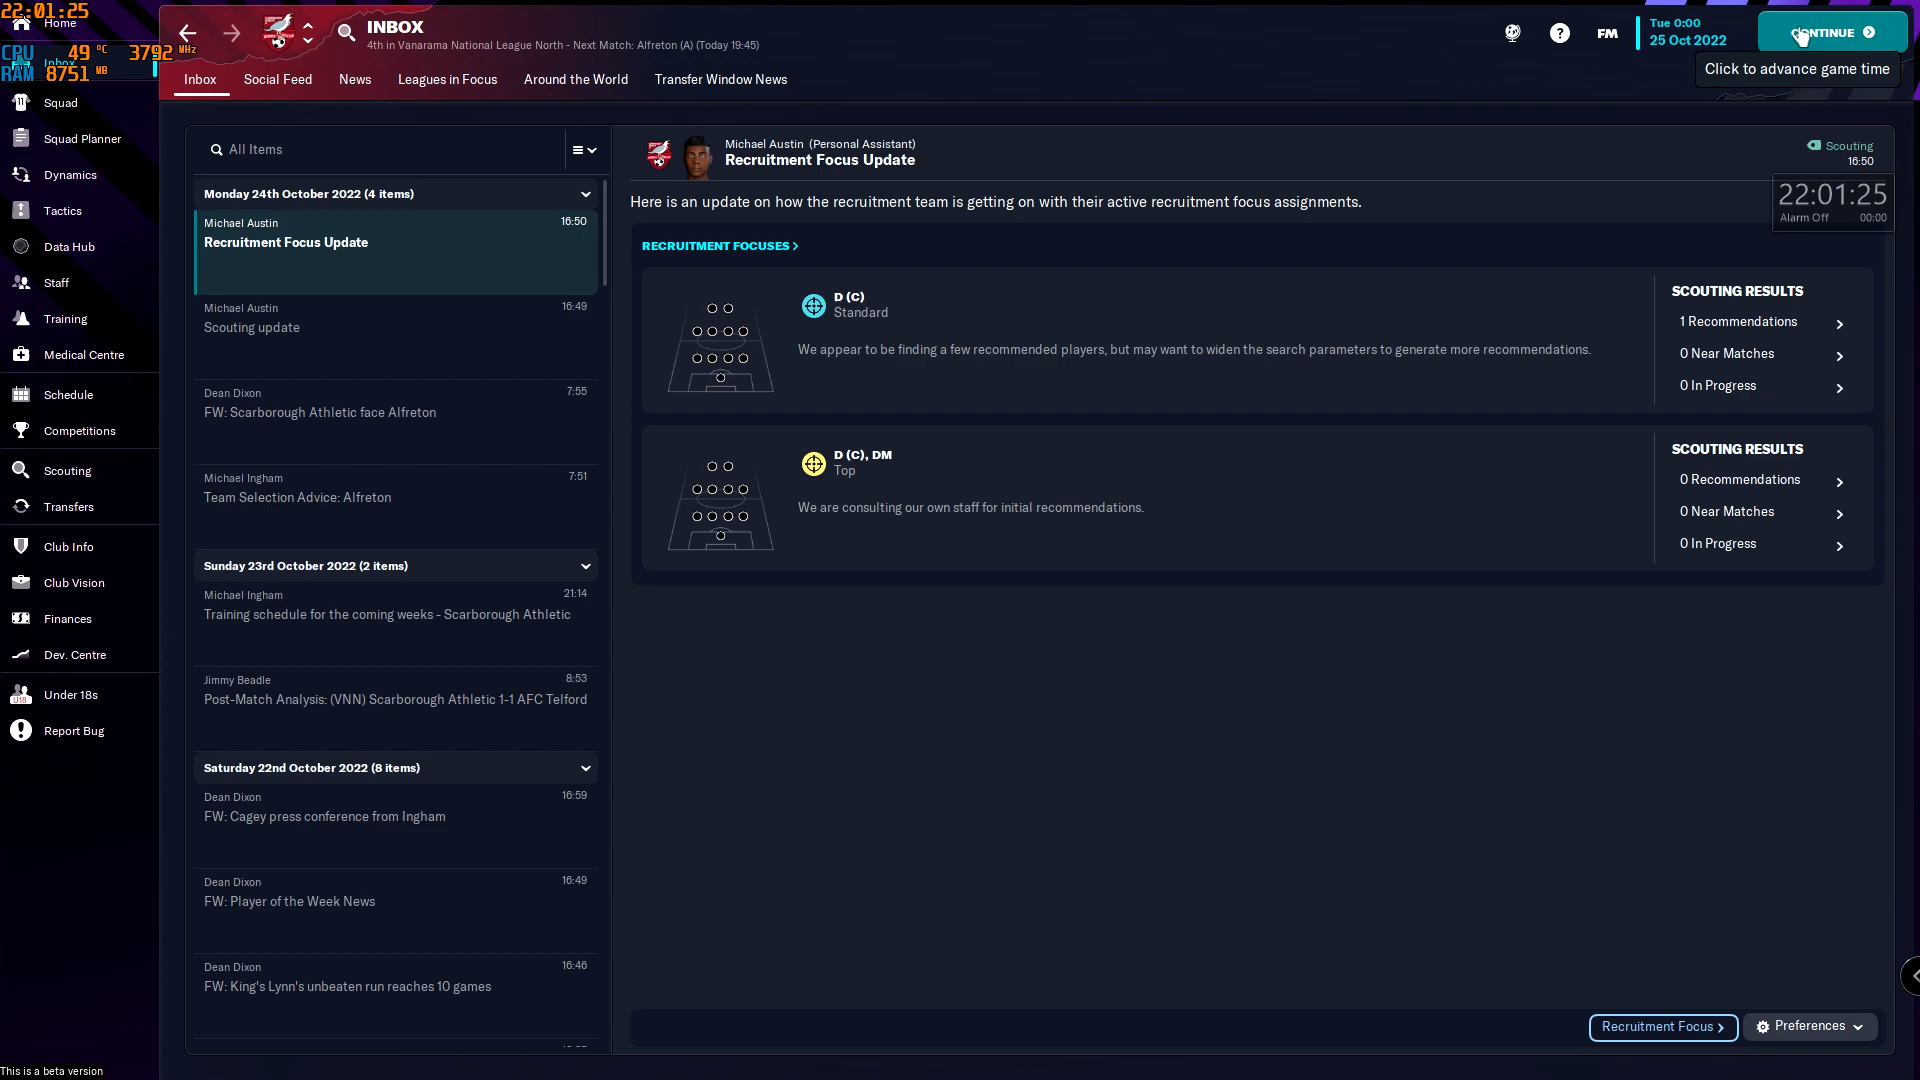 22:01:25
CPU 49 °C 3792 MHz
RAM 8751 MB
Home
Inbox
Squad
Squad Planner
Dynamics
Tactics
Data Hub
Staff
Training
Medical Centre
Schedule
Competitions
Scouting
Transfers
Club Info
Club Vision
Finances
Dev. Centre
U18
Under 18s
Report Bug
This is a beta version
INBOX
4th in Vanarama National League North - Next Match: Alfreton (A) (Today 19:45)
?
FM
Tue 0:00
25 Oct 2022
CONTINUE
Click to advance game time
Inbox Social Feed News Leagues in Focus Around the World Transfer Window News
All Items
Monday 24th October 2022 (4 items)
Michael Austin 16:50
Recruitment Focus Update
Michael Austin 16:49
Scouting update
Dean Dixon 7:55
FW: Scarborough Athletic face Alfreton
Michael Ingham 7:51
Team Selection Advice: Alfreton
Sunday 23rd October 2022 (2 items)
Michael Ingham 21:14
Training schedule for the coming weeks - Scarborough Athletic
Jimmy Beadle 8:53
Post-Match Analysis: (VNN) Scarborough Athletic 1-1 AFC Telford
Saturday 22nd October 2022 (8 items)
Dean Dixon 16:59
FW: Cagey press conference from Ingham
Dean Dixon 16:49
FW: Player of the Week News
Dean Dixon 16:46
FW: King's Lynn's unbeaten run reaches 10 games
Michael Austin (Personal Assistant)
Recruitment Focus Update
Scouting
16:50
22:01:25
Alarm Off 00:00
Here is an update on how the recruitment team is getting on with their active recruitment focus assignments.
RECRUITMENT FOCUSES >
D (C)
Standard
We appear to be finding a few recommended players, but may want to widen the search parameters to generate more recommendations.
SCOUTING RESULTS
1 Recommendations
0 Near Matches
0 In Progress
D (C), DM
Top
We are consulting our own staff for initial recommendations.
SCOUTING RESULTS
0 Recommendations
0 Near Matches
0 In Progress
Recruitment Focus >
Preferences